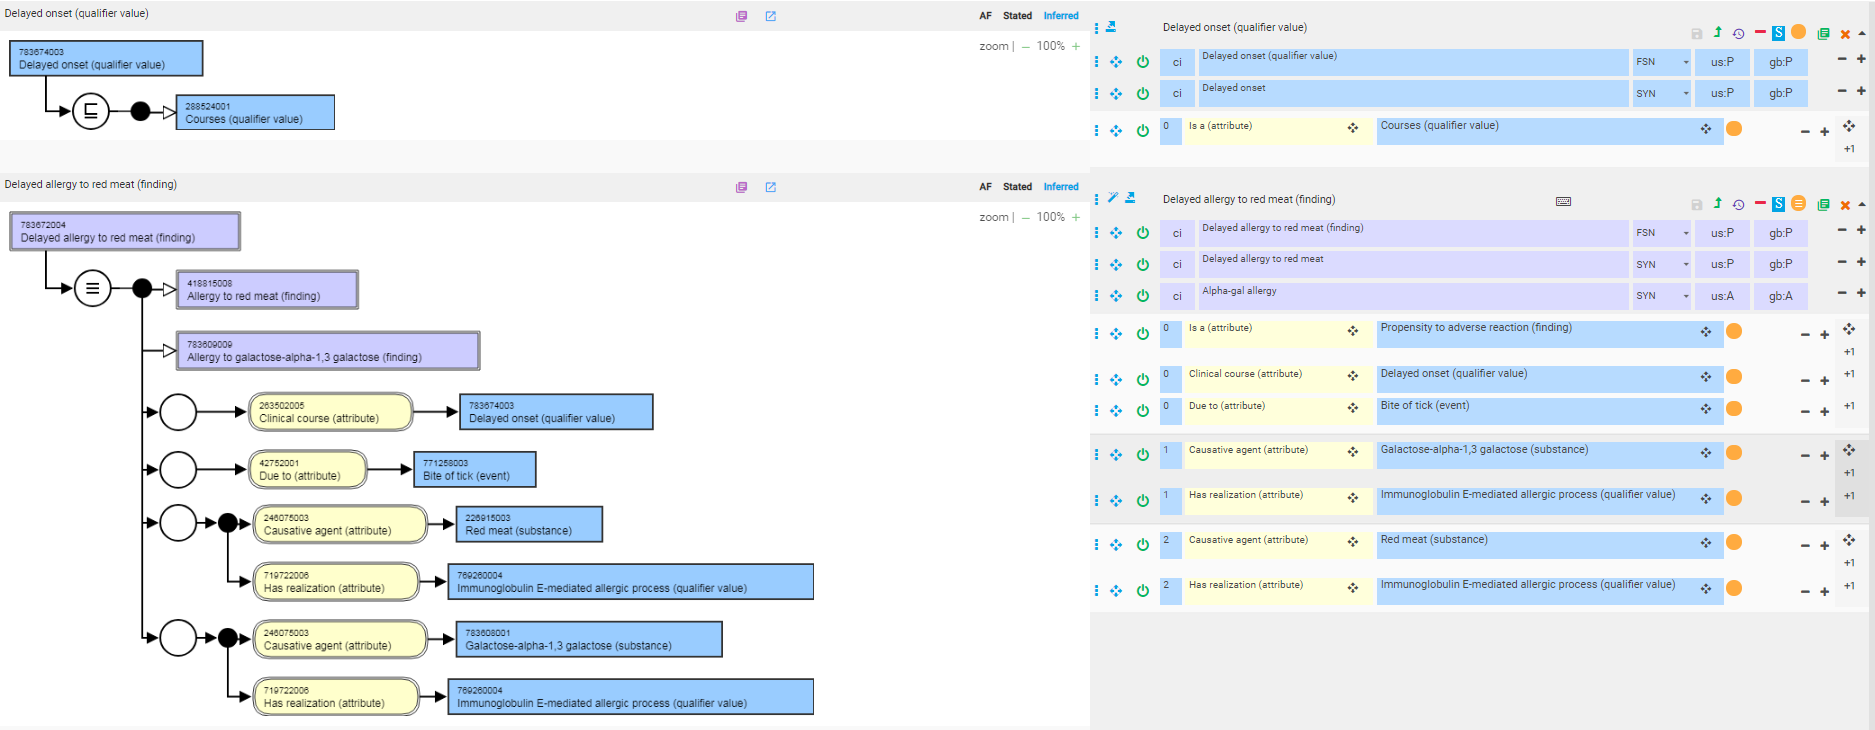 Delayed onset (qualifier value)
AF Stated Inferred
zoom | – 100% +
783674003
Delayed onset (qualifier value)
288524001
Courses (qualifier value)
Delayed allergy to red meat (finding)
AF Stated Inferred
zoom | – 100% +
783672004
Delayed allergy to red meat (finding)
418815008
Allergy to red meat (finding)
783609009
Allergy to galactose-alpha-1,3 galactose (finding)
263502005
Clinical course (attribute)
783674003
Delayed onset (qualifier value)
42752001
Due to (attribute)
771258003
Bite of tick (event)
246075003
Causative agent (attribute)
226915003
Red meat (substance)
719722006
Has realization (attribute)
769260004
Immunoglobulin E-mediated allergic process (qualifier value)
246075003
Causative agent (attribute)
783608001
Galactose-alpha-1,3 galactose (substance)
719722006
Has realization (attribute)
769260004
Immunoglobulin E-mediated allergic process (qualifier value)
Delayed onset (qualifier value)
S
ci Delayed onset (qualifier value) FSN us:P gb:P
ci Delayed onset SYN us:P gb:P
0 Is a (attribute) Courses (qualifier value)
+1
Delayed allergy to red meat (finding)
S
ci Delayed allergy to red meat (finding) FSN us:P gb:P
ci Delayed allergy to red meat SYN us:P gb:P
ci Alpha-gal allergy SYN us:A gb:A
0 Is a (attribute) Propensity to adverse reaction (finding)
+1
0 Clinical course (attribute) Delayed onset (qualifier value) +1
0 Due to (attribute) Bite of tick (event) +1
1 Causative agent (attribute) Galactose-alpha-1,3 galactose (substance)
+1
1 Has realization (attribute) Immunoglobulin E-mediated allergic process (qualifier value) +1
2 Causative agent (attribute) Red meat (substance)
+1
2 Has realization (attribute) Immunoglobulin E-mediated allergic process (qualifier value) +1